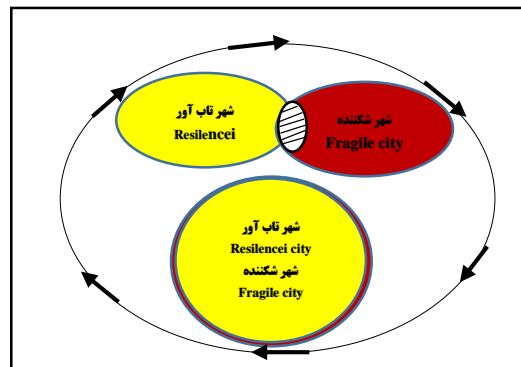 شهر تاب آور
Resilencei
شهر شکننده
Fragile city
شهر تاب آور
Resilencei city
شهر شکننده
Fragile city